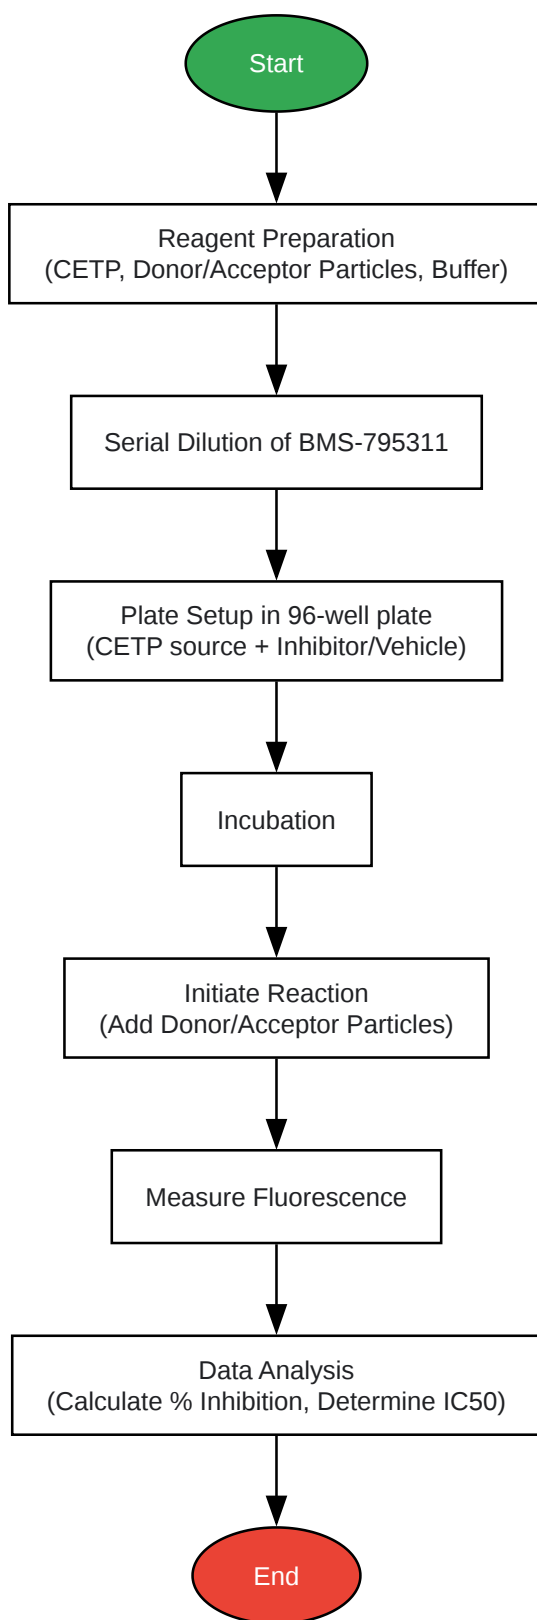 Start
Reagent Preparation
(CETP, Donor/Acceptor Particles, Buffer)
Serial Dilution of BMS-795311
Plate Setup in 96-well plate
(CETP source + Inhibitor/Vehicle)
Incubation
Initiate Reaction
(Add Donor/Acceptor Particles)
Measure Fluorescence
Data Analysis
(Calculate % Inhibition, Determine IC50)
End